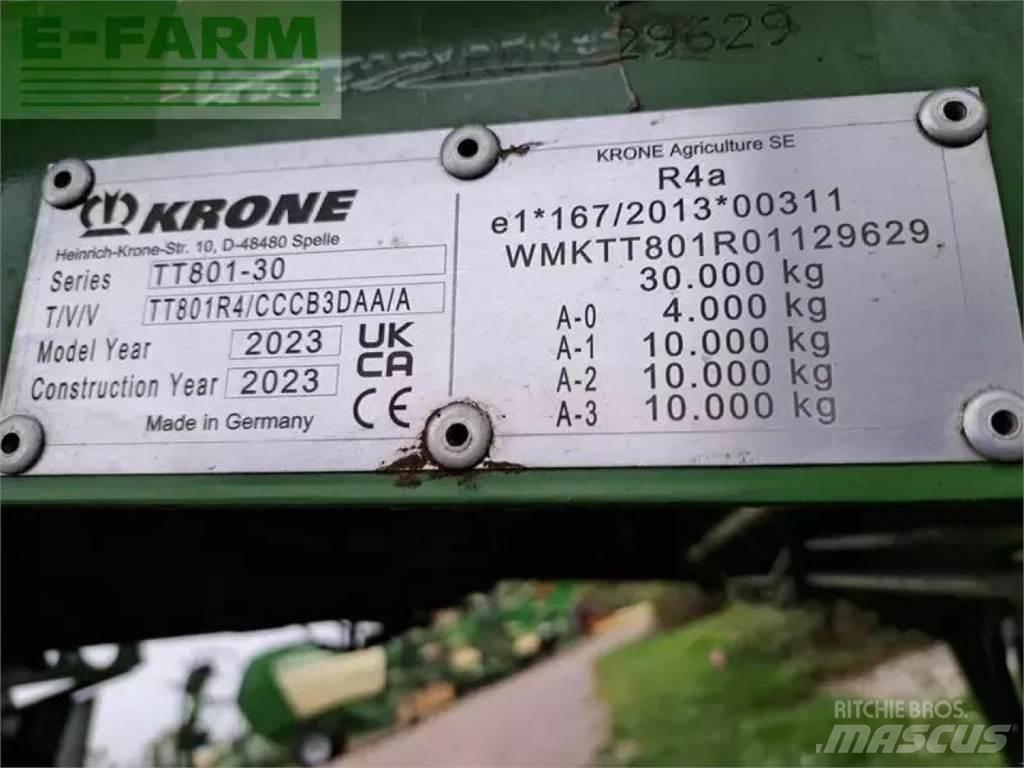 E-FARM
29629
KRONE
Heinrich-Krone-Str. 10, D-48480 Spelle
Series TT801-30
T/V/V TT801R4/CCCB3DAA/A
Model Year 2023
Construction Year 2023
Made in Germany
UK
CA
CE
KRONE Agriculture SE
R4a
e1*167/2013*00311
WMKTT801R01129629
30.000 kg
A-0 4.000 kg
A-1 10.000 kg
A-2 10.000 kg
A-3 10.000 kg
RITCHIE BROS.
MASCUS